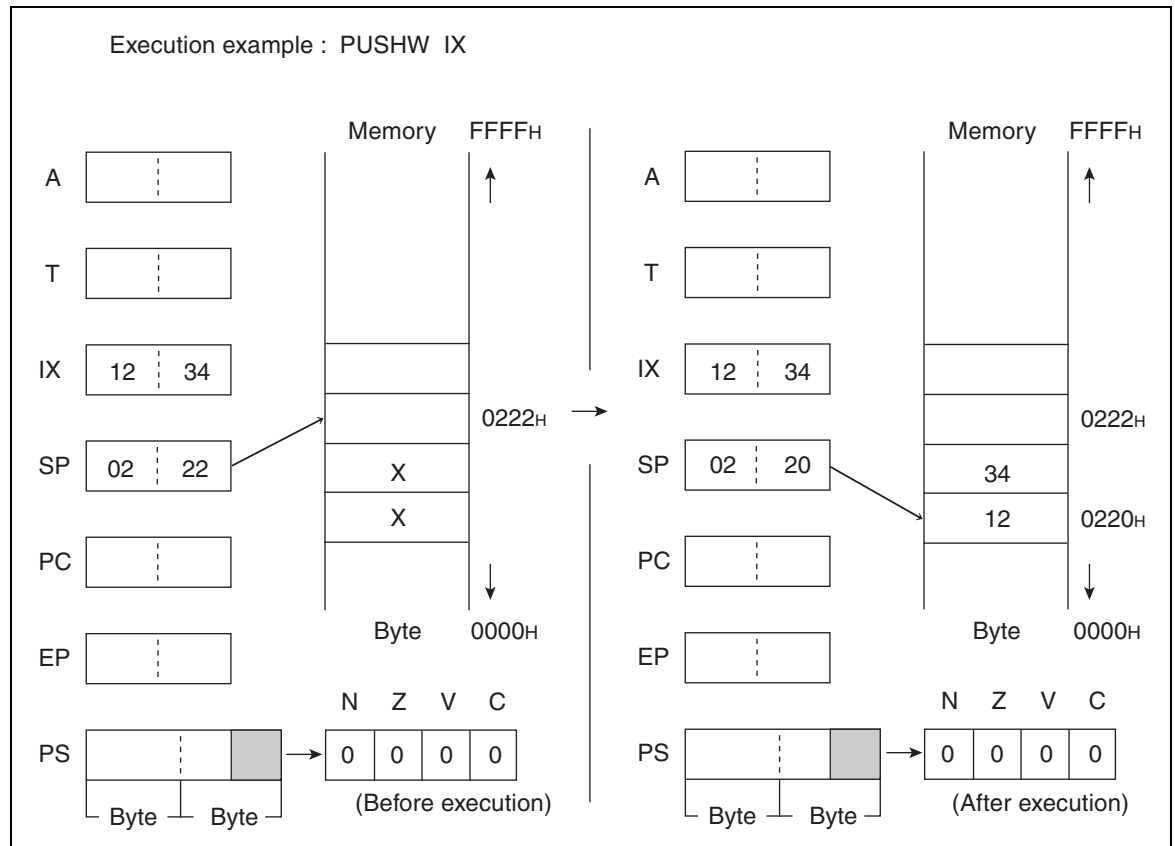 Execution example : PUSHW IX
Memory FFFFH
A
T
IX 12 34
0222H
SP 02 22
X
X
PC
Byte 0000H
EP
N Z V C
PS
0 0 0 0
(Before execution)
Byte Byte
Memory FFFFH
A
T
IX 12 34
0222H
SP 02 20
34
12 0220H
PC
Byte 0000H
EP
N Z V C
PS
0 0 0 0
(After execution)
Byte Byte